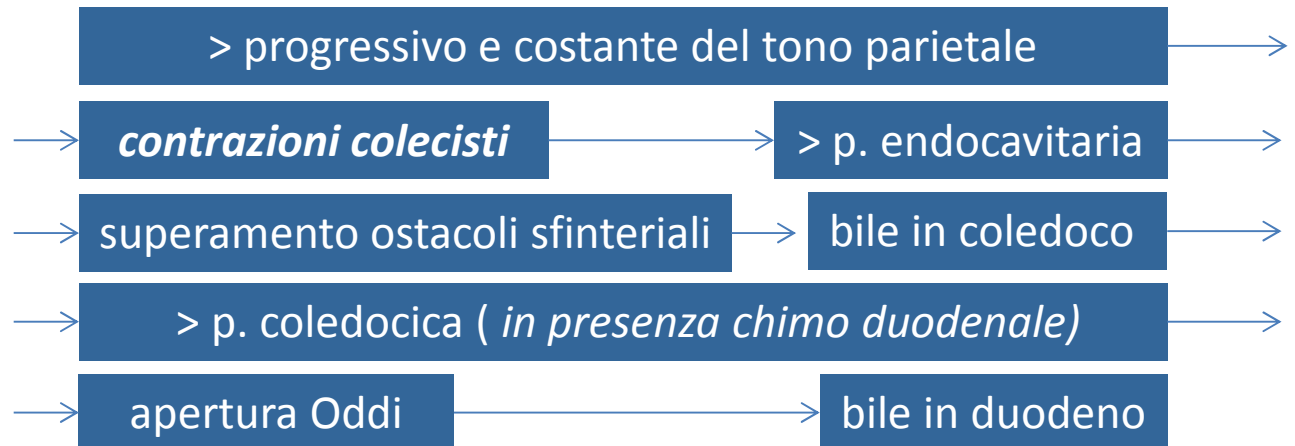 > progressivo e costante del tono parietale
contrazioni colecisti > p. endocavitaria
superamento ostacoli sfinteriali bile in coledoco
> p. coledocica ( in presenza chimo duodenale)
apertura Oddi bile in duodeno